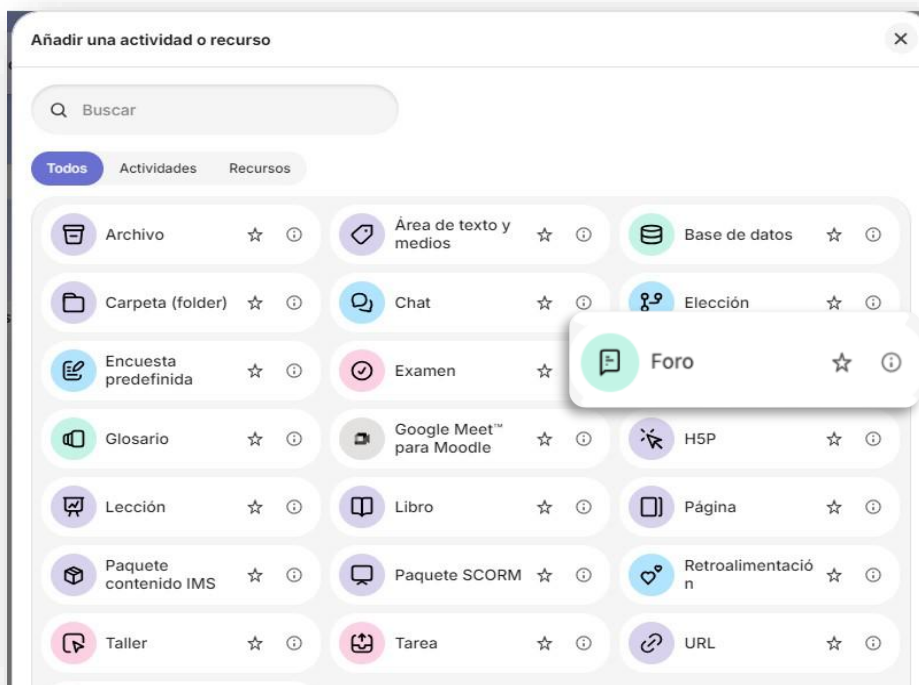 Añadir una actividad o recurso
Buscar
Todos
Actividades
Recursos
Archivo
Área de texto y
medios
Base de datos
Carpeta (folder)
Chat
Elección
Encuesta
predefinida
Examen
Foro
Glosario
Google Meet™
para Moodle
H5P
Lección
Libro
Página
Paquete
contenido IMS
Paquete SCORM
Retroalimentació
n
Taller
Tarea
URL